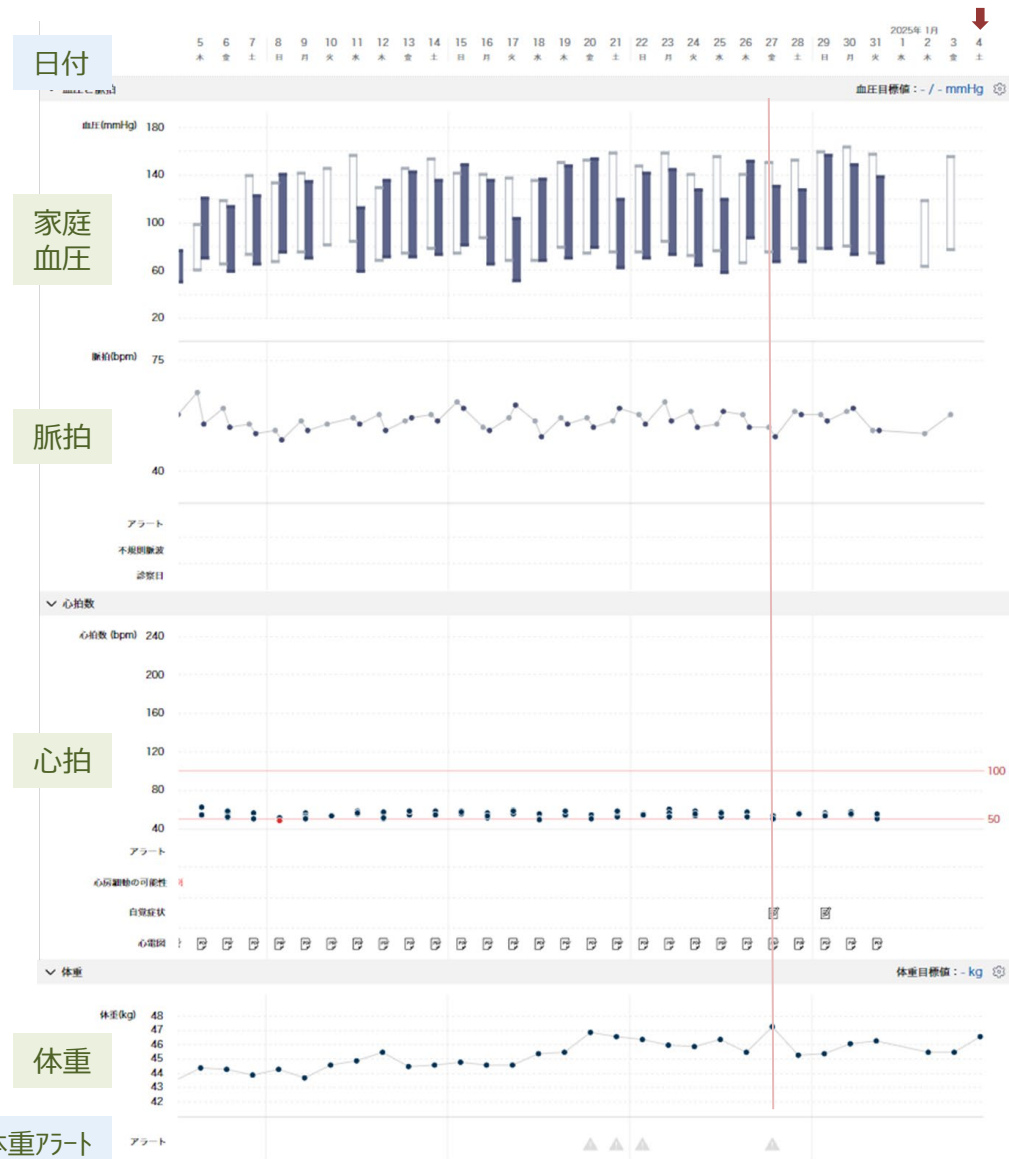 2025年 1月
日付
5 6 7 8 9 10 11 12 13 14 15 16 17 18 19 20 21 22 23 24 25 26 27 28 29 30 31 1 2 3 4
木 金 土 日 月 火 水 木 金 土 日 月 火 水 木 金 土 日 月 火 水 木 金 土 日 月 火 水 木 金 土
血圧目標値：- / - mmHg
血圧(mmHg) 180
140
家庭
血圧
100
60
20
脈拍(bpm) 75
脈拍
40
アラート
不規則脈波
診察日
心拍数
心拍数 (bpm) 240
200
160
心拍
120
100
80
50
40
アラート
心房細動の可能性
自覚症状
心電図
体重
体重目標値：- kg
体重(kg) 48
47
46
体重
45
44
43
42
体重アラート
アラート